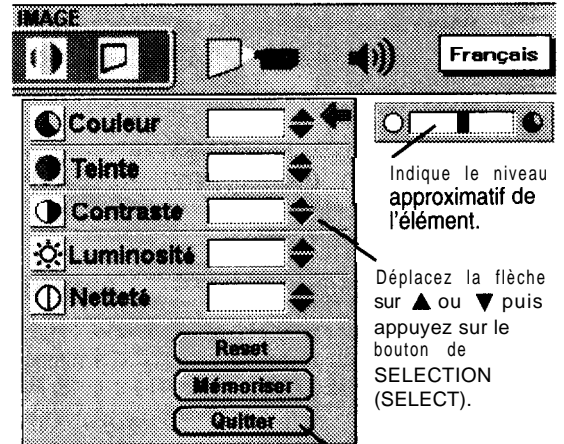 IMAGE
Français
Couleur
Teinte
Contraste
Luminosité
Netteté
Reset
Mémoriser
Quitter
Indique le niveau
approximatif de
l'élément.
Déplacez la flèche
sur ▲ ou ▼ puis
appuyez sur le
bouton de
SELECTION
(SELECT).